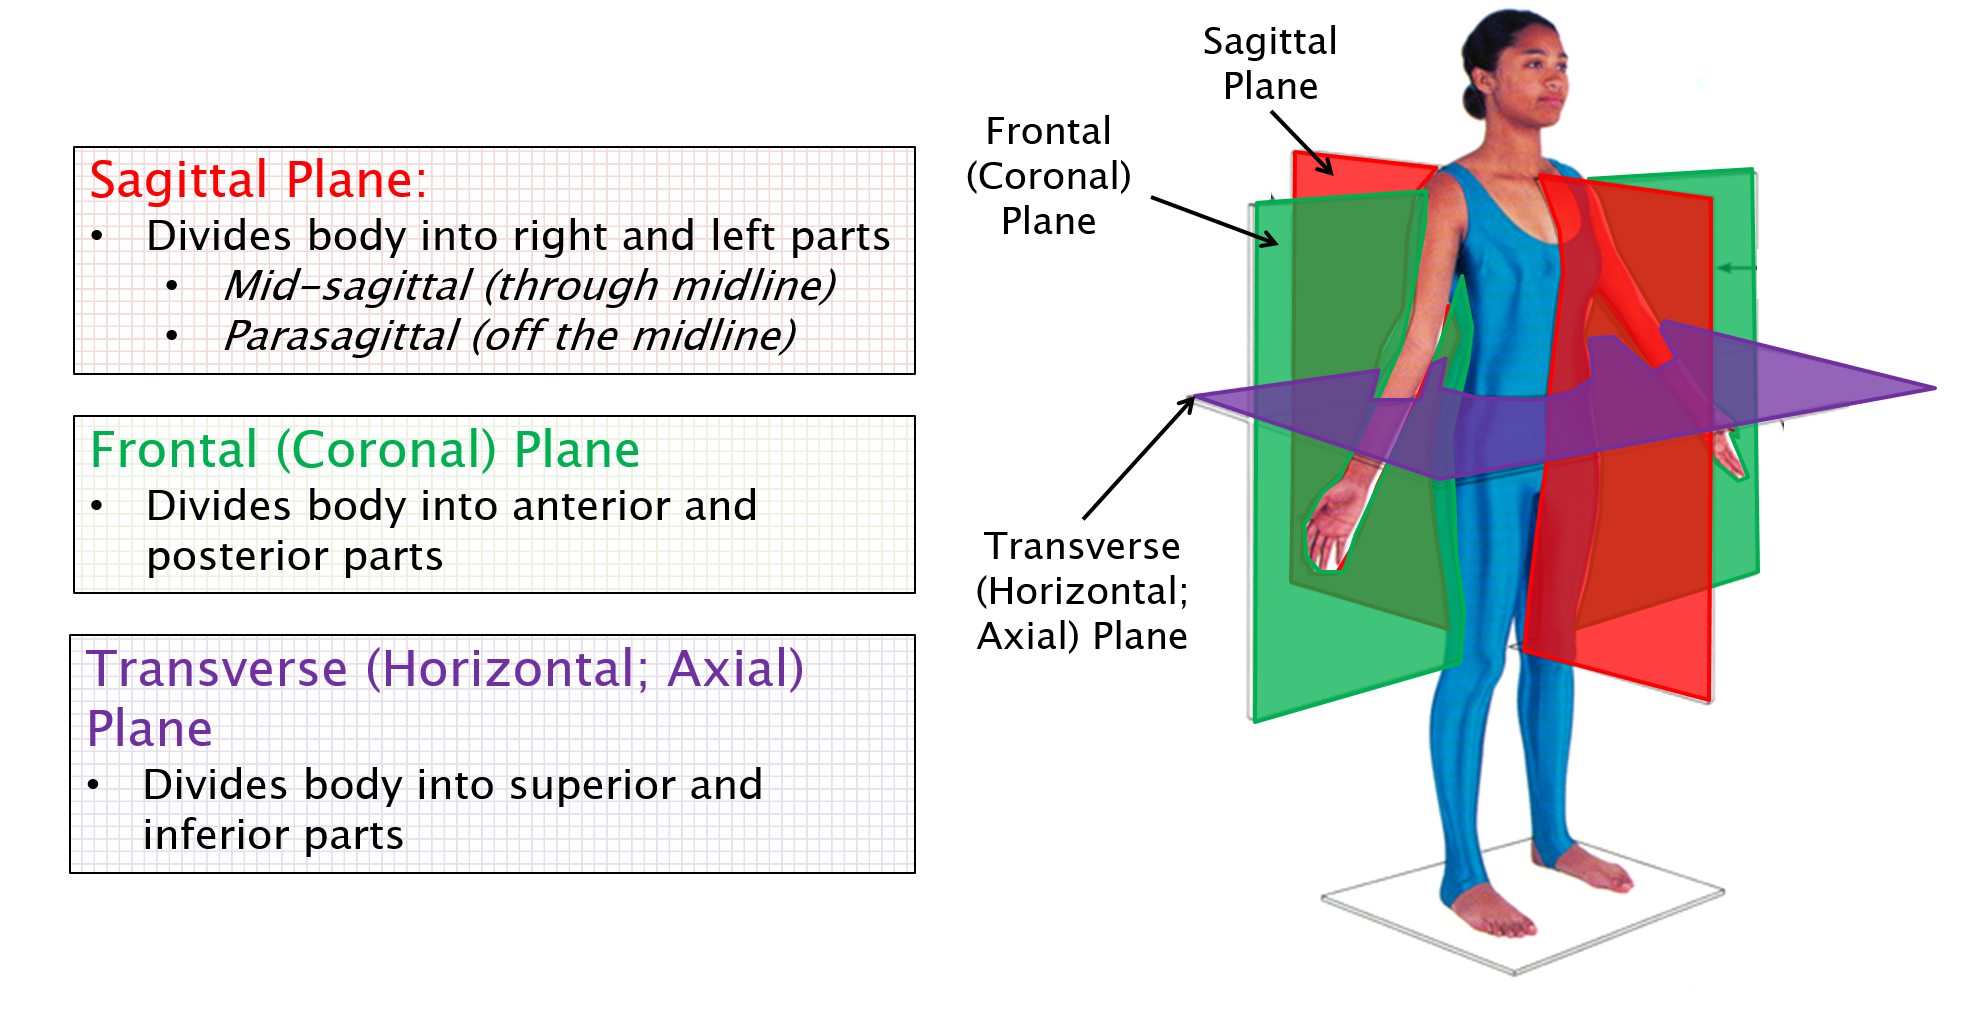 Sagittal Plane:
• Divides body into right and left parts
• Mid-sagittal (through midline)
• Parasagittal (off the midline)
Frontal (Coronal) Plane
• Divides body into anterior and
posterior parts
Transverse (Horizontal; Axial)
Plane
• Divides body into superior and
inferior parts
Sagittal
Plane
Frontal
(Coronal)
Plane
Transverse
(Horizontal;
Axial) Plane